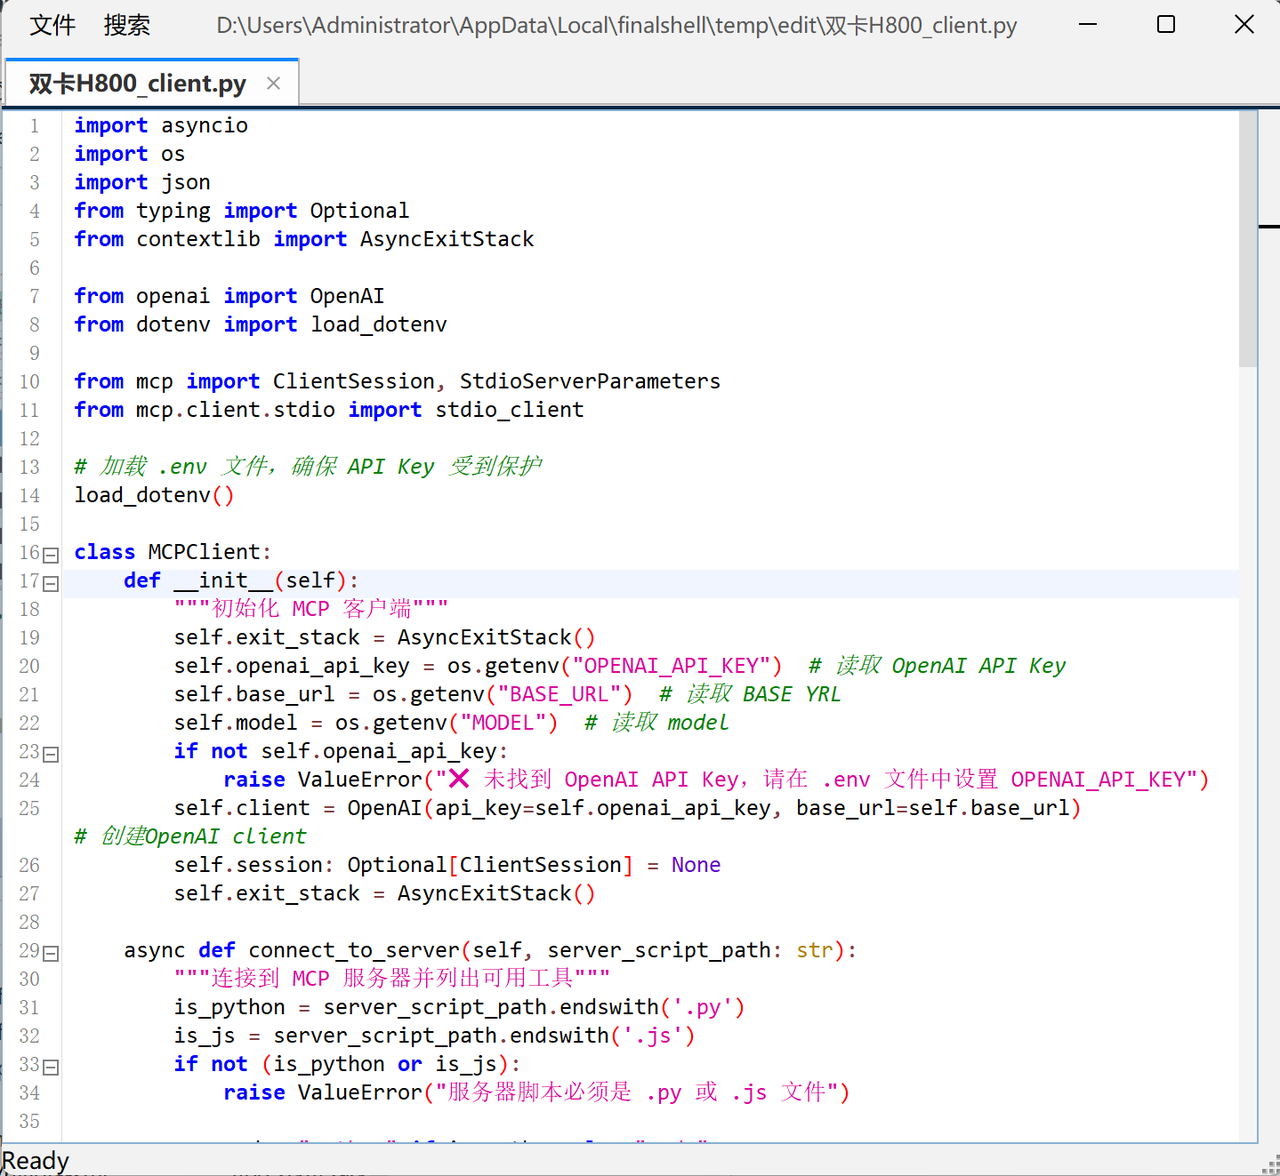 文件 搜索 D:\Users\Administrator\AppData\Local\finalshell\temp\edit\双卡H800_client.py
双卡H800_client.py
1 import asyncio
2 import os
3 import json
4 from typing import Optional
5 from contextlib import AsyncExitStack
6
7 from openai import OpenAI
8 from dotenv import load_dotenv
9
10 from mcp import ClientSession, StdioServerParameters
11 from mcp.client.stdio import stdio_client
12
13 # 加载 .env 文件，确保 API Key 受到保护
14 load_dotenv()
15
16 class MCPClient:
17     def __init__(self):
18         """初始化 MCP 客户端"""
19         self.exit_stack = AsyncExitStack()
20         self.openai_api_key = os.getenv("OPENAI_API_KEY")  # 读取 OpenAI API Key
21         self.base_url = os.getenv("BASE_URL")  # 读取 BASE YRL
22         self.model = os.getenv("MODEL")  # 读取 model
23         if not self.openai_api_key:
24             raise ValueError("❌ 未找到 OpenAI API Key，请在 .env 文件中设置 OPENAI_API_KEY")
25         self.client = OpenAI(api_key=self.openai_api_key, base_url=self.base_url)
# 创建OpenAI client
26         self.session: Optional[ClientSession] = None
27         self.exit_stack = AsyncExitStack()
28
29     async def connect_to_server(self, server_script_path: str):
30         """连接到 MCP 服务器并列出可用工具"""
31         is_python = server_script_path.endswith('.py')
32         is_js = server_script_path.endswith('.js')
33         if not (is_python or is_js):
34             raise ValueError("服务器脚本必须是 .py 或 .js 文件")
35
Ready